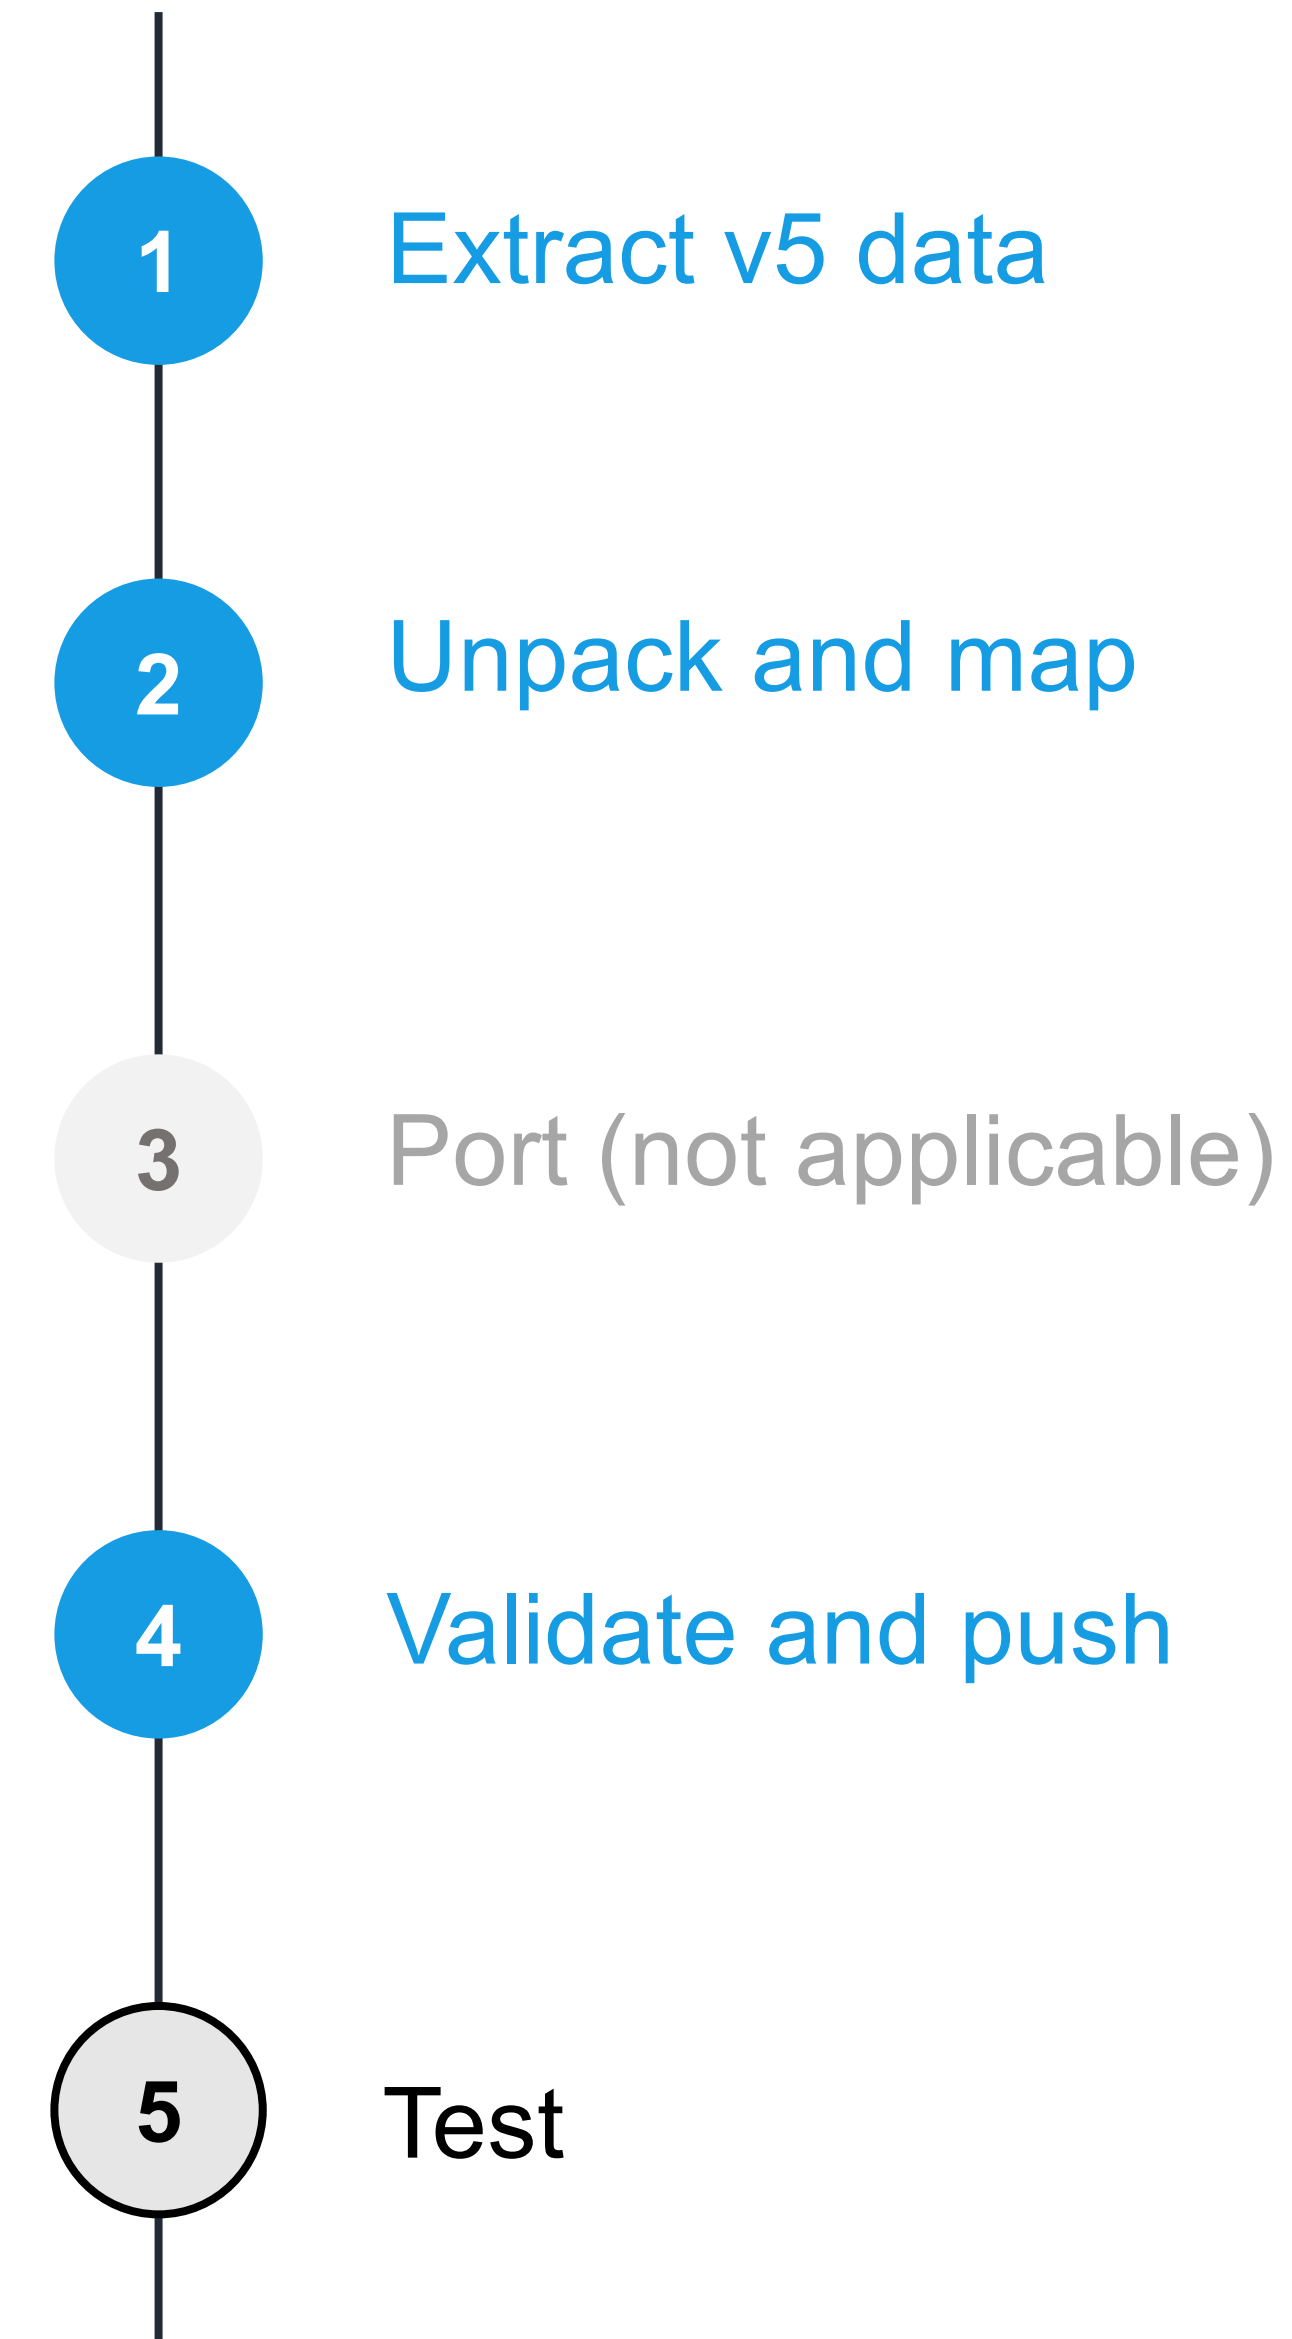 1 Extract v5 data
2 Unpack and map
3 Port (not applicable)
4 Validate and push
5 Test